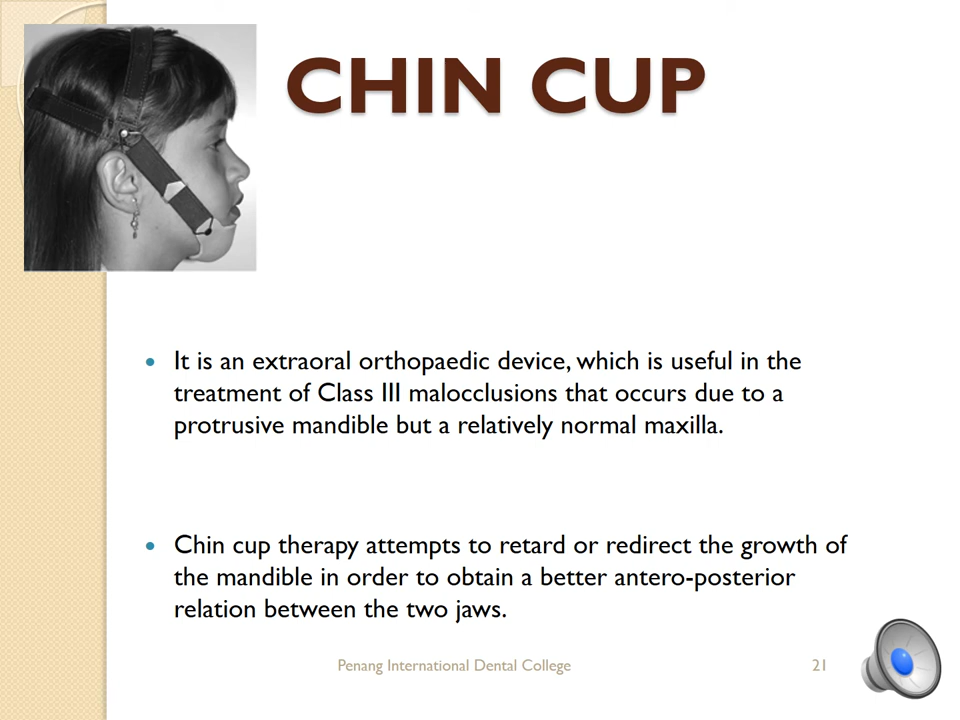 CHIN CUP
• It is an extraoral orthopaedic device, which is useful in the
treatment of Class III malocclusions that occurs due to a
protrusive mandible but a relatively normal maxilla.
• Chin cup therapy attempts to retard or redirect the growth of
the mandible in order to obtain a better antero-posterior
relation between the two jaws.
Penang International Dental College 21